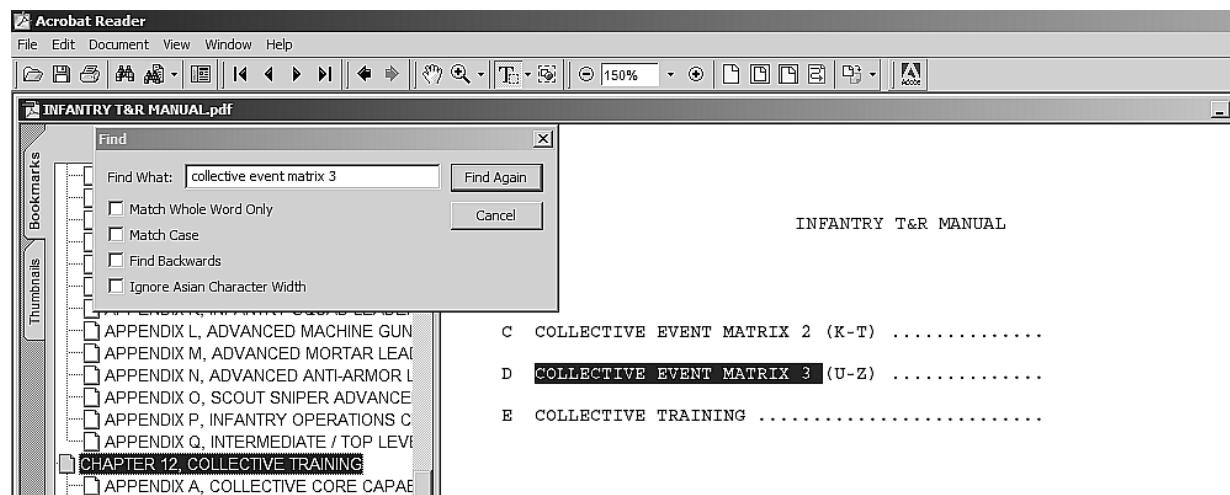 Acrobat Reader
File Edit Document View Window Help
150%
Adobe
INFANTRY T&R MANUAL.pdf
Find
Find What: collective event matrix 3 Find Again
Match Whole Word Only
Cancel
Match Case
Find Backwards
Ignore Asian Character Width
Bookmarks
Thumbnails
APPENDIX L, ADVANCED MACHINE GUN
APPENDIX M, ADVANCED MORTAR LEA
APPENDIX N, ADVANCED ANTI-ARMOR L
APPENDIX O, SCOUT SNIPER ADVANCE
APPENDIX P, INFANTRY OPERATIONS C
APPENDIX Q, INTERMEDIATE / TOP LEVE
CHAPTER 12, COLLECTIVE TRAINING
APPENDIX A, COLLECTIVE CORE CAPAE
INFANTRY T&R MANUAL
C COLLECTIVE EVENT MATRIX 2 (K-T) ..............
D COLLECTIVE EVENT MATRIX 3 (U-Z) ..............
E COLLECTIVE TRAINING ..........................